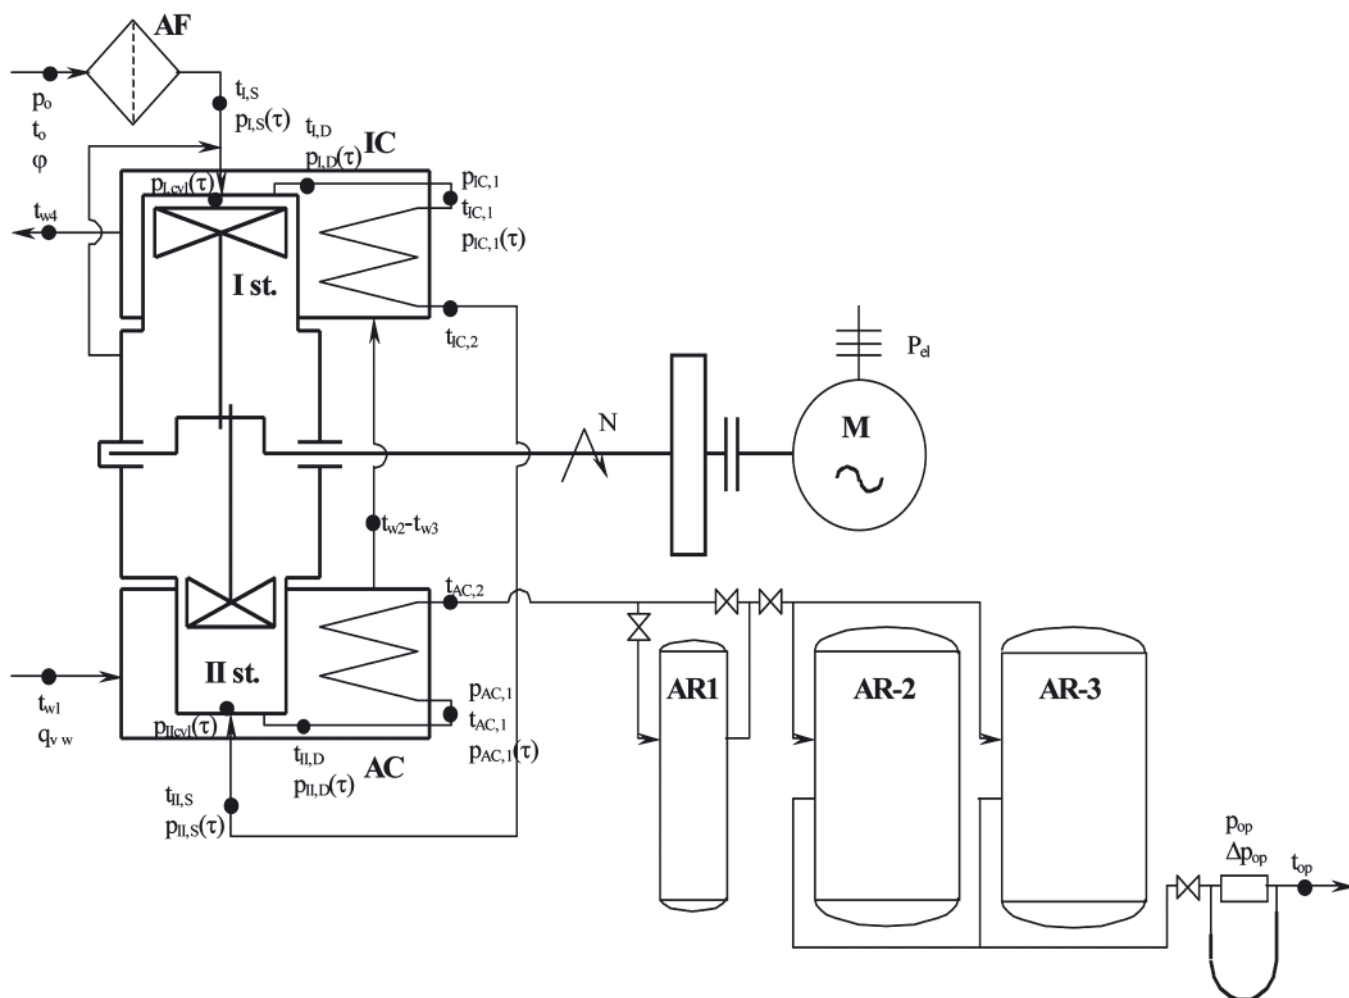 AF
p₀
t₀
φ
t_I,S
p_I,S(τ)
t_I,D
p_I,D(τ)
IC
p_I,cyl(τ)
p_IC,1
t_IC,1
p_IC,1(τ)
t_w4
I st.
t_IC,2
P_el
M
N
t_w2-t_w3
t_AC,2
II st.
AR1
AR-2
AR-3
t_w1
q_v w
p_IIcyl(τ)
p_AC,1
t_AC,1
p_AC,1(τ)
t_II,D
p_II,D(τ)
AC
t_II,S
p_II,S(τ)
p_op
Δp_op
t_op